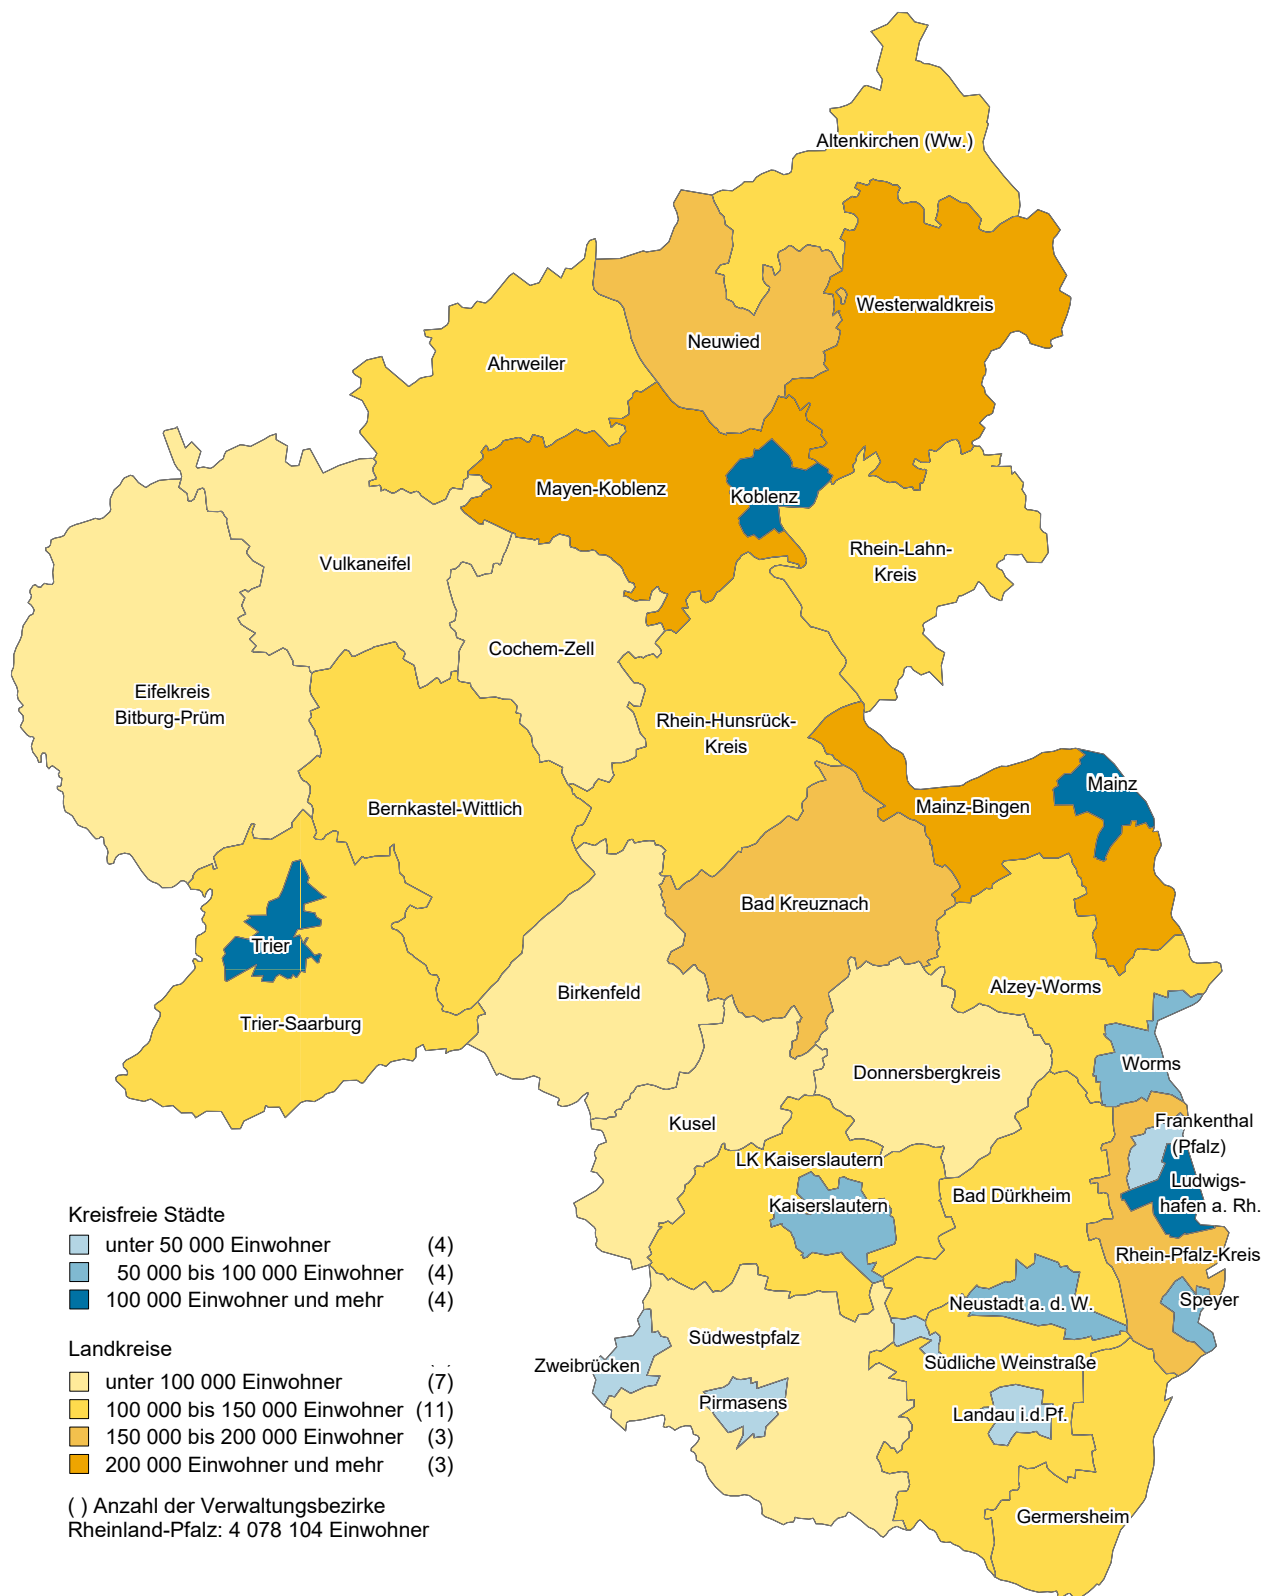 Altenkirchen (Ww.)
Westerwaldkreis
Neuwied
Ahrweiler
Mayen-Koblenz
Koblenz
Rhein-Lahn-
Kreis
Vulkaneifel
Cochem-Zell
Eifelkreis
Bitburg-Prüm
Rhein-Hunsrück-
Kreis
Mainz
Mainz-Bingen
Bernkastel-Wittlich
Bad Kreuznach
Trier
Alzey-Worms
Birkenfeld
Trier-Saarburg
Worms
Donnersbergkreis
Kusel
Frankenthal
(Pfalz)
LK Kaiserslautern
Ludwigs-
hafen a. Rh.
Bad Dürkheim
Kaiserslautern
Rhein-Pfalz-Kreis
Neustadt a. d. W.
Speyer
Südwestpfalz
Zweibrücken
Südliche Weinstraße
Pirmasens
Landau i.d.Pf.
Germersheim
Kreisfreie Städte
unter 50 000 Einwohner (4)
50 000 bis 100 000 Einwohner (4)
100 000 Einwohner und mehr (4)
Landkreise
unter 100 000 Einwohner (7)
100 000 bis 150 000 Einwohner (11)
150 000 bis 200 000 Einwohner (3)
200 000 Einwohner und mehr (3)
( ) Anzahl der Verwaltungsbezirke
Rheinland-Pfalz: 4 078 104 Einwohner